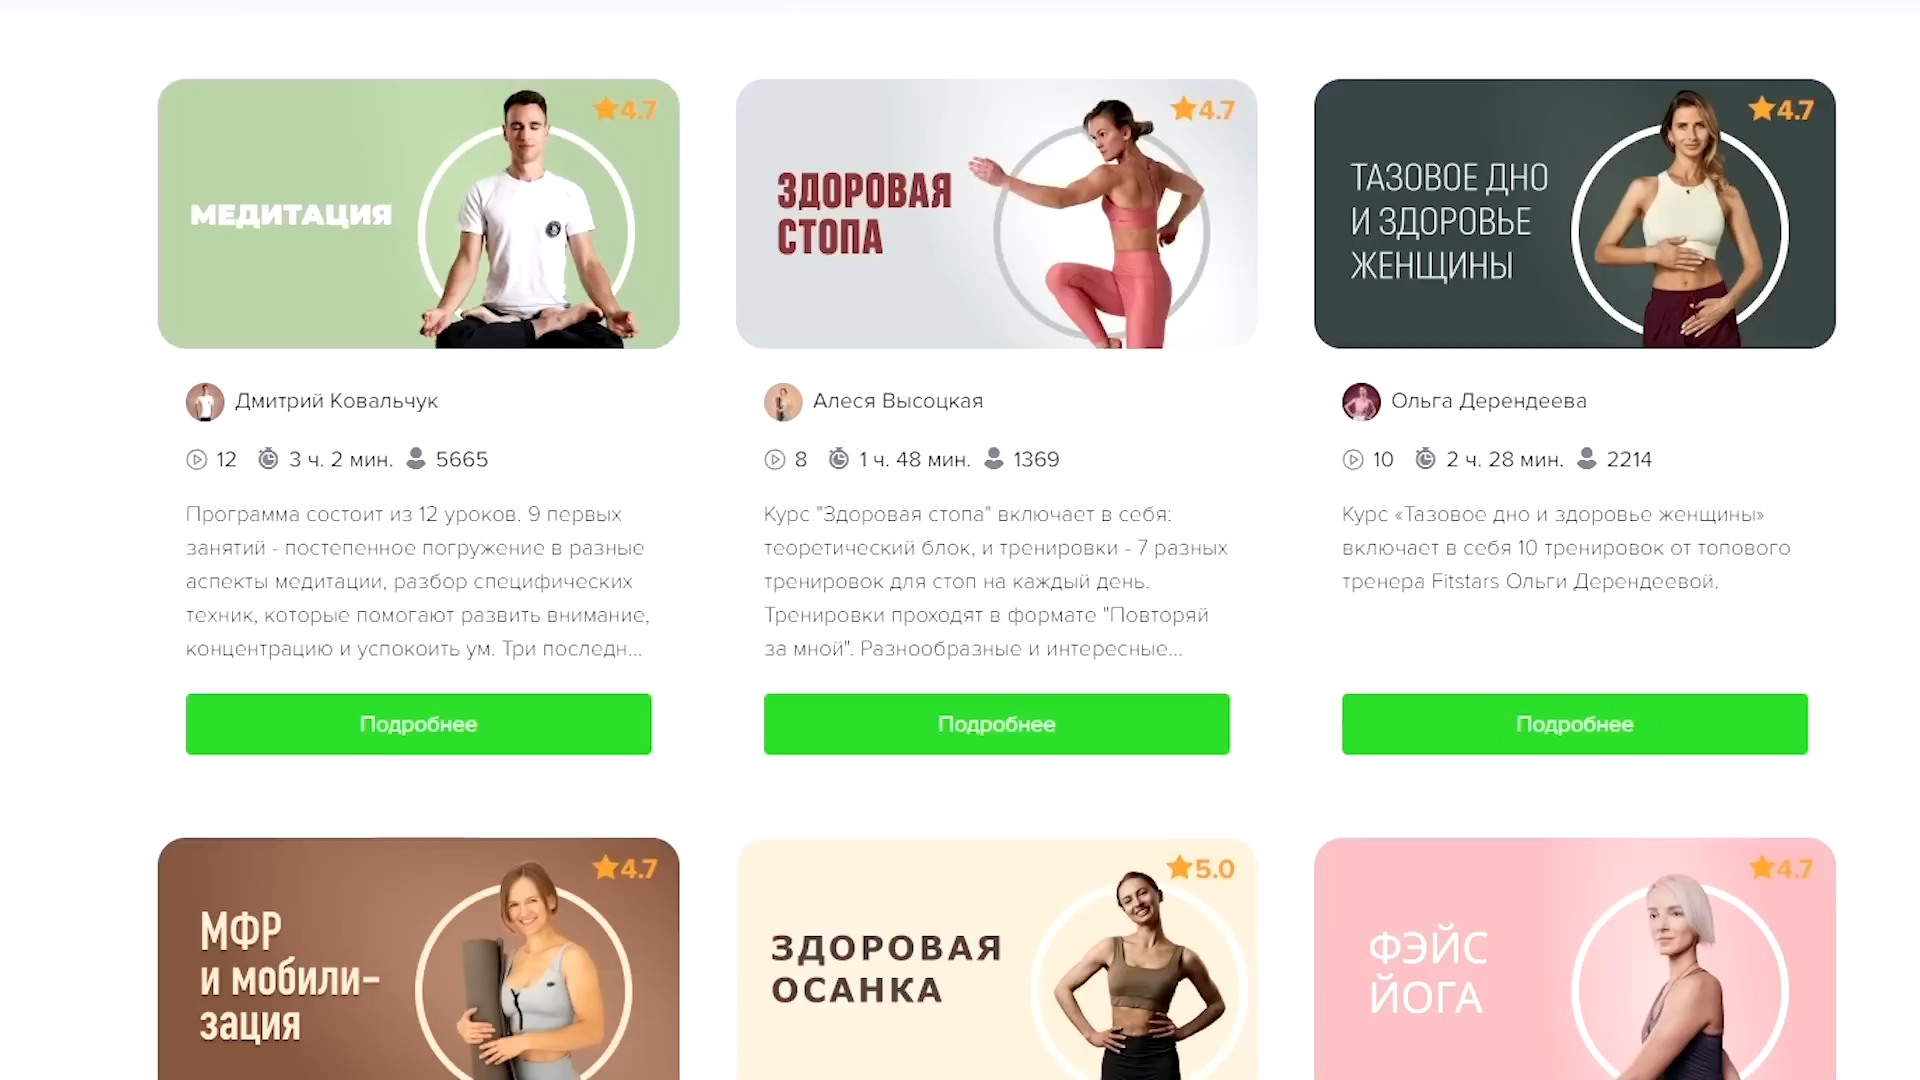 4.7
МЕДИТАЦИЯ
Дмитрий Ковальчук
12 3 ч. 2 мин. 5665
Программа состоит из 12 уроков. 9 первых
занятий - постепенное погружение в разные
аспекты медитации, разбор специфических
техник, которые помогают развить внимание,
концентрацию и успокоить ум. Три последн...
Подробнее
4.7
ЗДОРОВАЯ
СТОПА
Алеся Высоцкая
8 1 ч. 48 мин. 1369
Курс "Здоровая стопа" включает в себя:
теоретический блок, и тренировки - 7 разных
тренировок для стоп на каждый день.
Тренировки проходят в формате "Повторяй
за мной". Разнообразные и интересные...
Подробнее
4.7
ТАЗОВОЕ ДНО
И ЗДОРОВЬЕ
ЖЕНЩИНЫ
Ольга Дерендеева
10 2 ч. 28 мин. 2214
Курс «Тазовое дно и здоровье женщины»
включает в себя 10 тренировок от топового
тренера Fitstars Ольги Дерендеевой.
Подробнее
4.7
МФР
и мобили-
зация
5.0
ЗДОРОВАЯ
ОСАНКА
4.7
ФЭЙС
ЙОГА